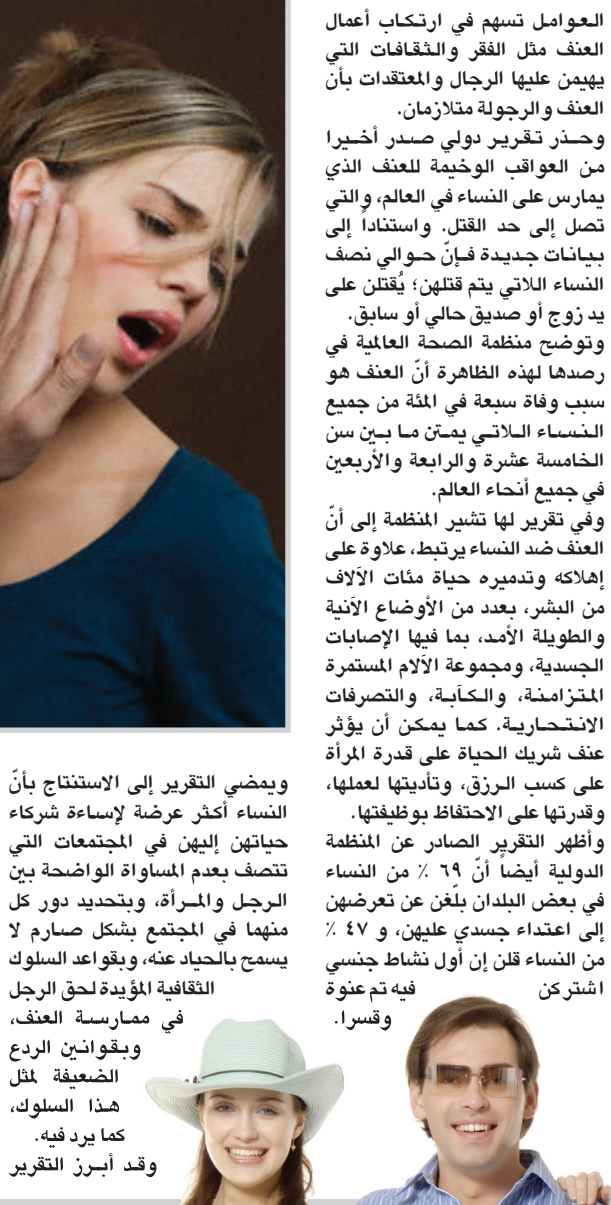 العوامل تسهم في ارتكاب أعمال
العنف مثل الفقر والثقافات التي
يهيمن عليها الرجال والمعتقدات بأن
العنف والرجولة متلازمان.
وحذر تقرير دولي صدر أخيرا
من العواقب الوخيمة للعنف الذي
يمارس على النساء في العالم، والتي
تصل إلى حد القتل. واستناداً إلى
بيانات جديدة فإنّ حوالي نصف
النساء اللاتي يتم قتلهن؛ يُقتلن على
يد زوج أو صديق حالي أو سابق.
وتوضح منظمة الصحة العالمية في
رصدها لهذه الظاهرة أنّ العنف هو
سبب وفاة سبعة في المئة من جميع
النساء اللاتي يمتن ما بين سن
الخامسة عشرة والرابعة والأربعين
في جميع أنحاء العالم.
وفي تقرير لها تشير المنظمة إلى أنّ
العنف ضد النساء يرتبط، علاوة على
إهلاكه وتدميره حياة مئات الآلاف
من البشر، بعدد من الأوضاع الآنية
والطويلة الأمد، بما فيها الإصابات
الجسدية، ومجموعة الآلام المستمرة
المتزامنة، والكآبة، والتصرفات
الانتحارية. كما يمكن أن يؤثر
عنف شريك الحياة على قدرة المرأة
على كسب الرزق، وتأديتها لعملها،
وقدرتها على الاحتفاظ بوظيفتها.
وأظهر التقرير الصادر عن المنظمة
الدولية أيضاً أنّ ٦٩ ٪ من النساء
في بعض البلدان بلّغن عن تعرضهن
إلى اعتداء جسدي عليهن، و ٤٧ ٪
من النساء قلن إن أول نشاط جنسي
اشتركن فيه تم عنوة
وقسرا.
ويمضي التقرير إلى الاستنتاج بأنّ
النساء أكثر عرضة لإساءة شركاء
حياتهن إليهن في المجتمعات التي
تتصف بعدم المساواة الواضحة بين
الرجل والمرأة، وبتحديد دور كل
منهما في المجتمع بشكل صارم لا
يسمح بالحياد عنه، وبقواعد السلوك
الثقافية المؤيدة لحق الرجل
في ممارسة العنف،
وبقوانين الردع
الضعيفة لمثل
هذا السلوك،
كما يرد فيه.
وقد أبرز التقرير